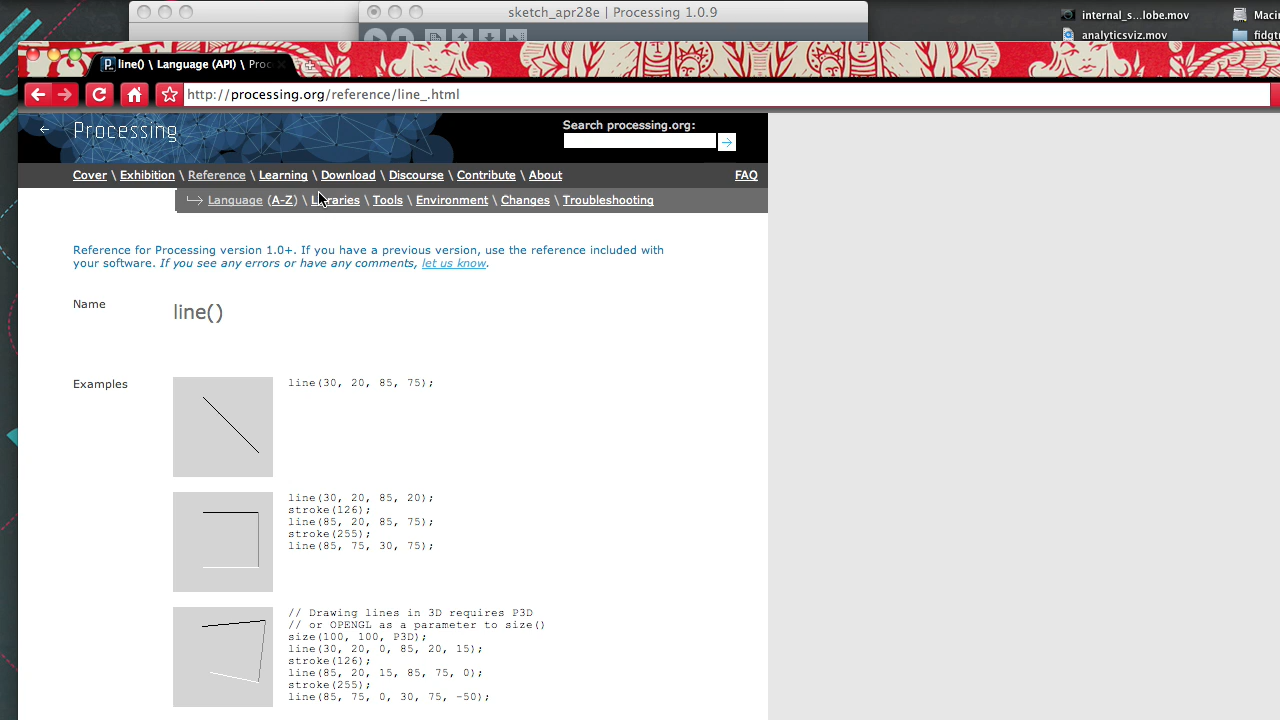 sketch_apr28e | Processing 1.0.9
internal_s...lobe.mov
Macin
analyticsviz.mov
fidgt
line() \ Language (API) \ Proc
http://processing.org/reference/line_.html
Processing
Search processing.org:
Cover \ Exhibition \ Reference \ Learning \ Download \ Discourse \ Contribute \ About
FAQ
Language (A-Z) \ Libraries \ Tools \ Environment \ Changes \ Troubleshooting
Reference for Processing version 1.0+. If you have a previous version, use the reference included with
your software. If you see any errors or have any comments, let us know.
Name
line()
Examples
line(30, 20, 85, 75);
line(30, 20, 85, 20);
stroke(126);
line(85, 20, 85, 75);
stroke(255);
line(85, 75, 30, 75);
// Drawing lines in 3D requires P3D
// or OPENGL as a parameter to size()
size(100, 100, P3D);
line(30, 20, 0, 85, 20, 15);
stroke(126);
line(85, 20, 15, 85, 75, 0);
stroke(255);
line(85, 75, 0, 30, 75, -50);